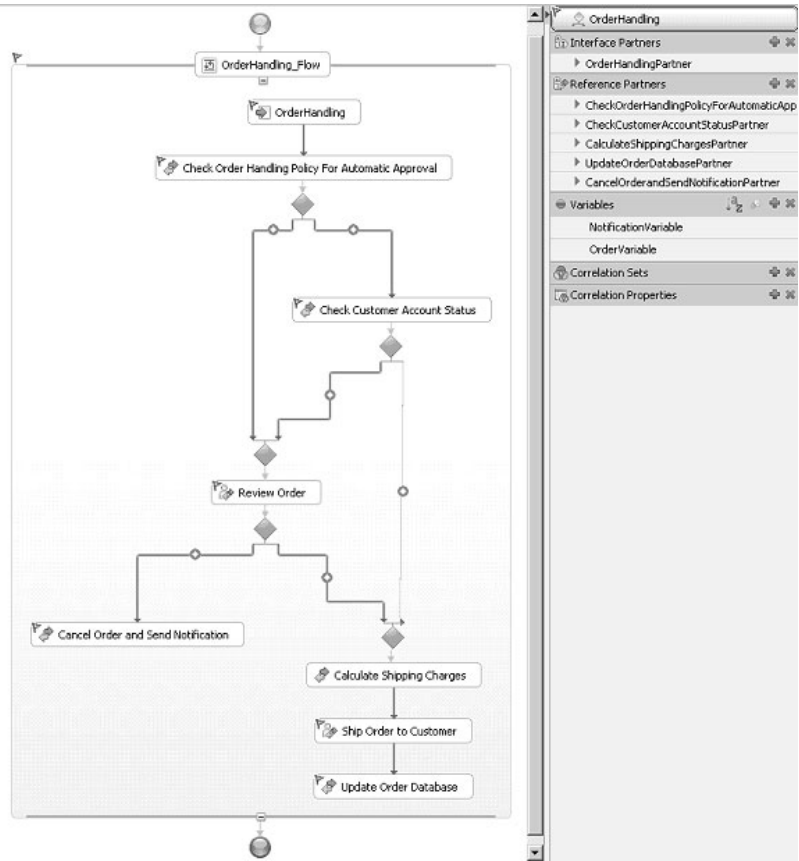 OrderHandling_Flow
OrderHandling
Check Order Handling Policy For Automatic Approval
Check Customer Account Status
Review Order
Cancel Order and Send Notification
Calculate Shipping Charges
Ship Order to Customer
Update Order Database
OrderHandling
Interface Partners
OrderHandlingPartner
Reference Partners
CheckOrderHandlingPolicyForAutomaticApp
CheckCustomerAccountStatusPartner
CalculateShippingChargesPartner
UpdateOrderDatabasePartner
CancelOrderandSendNotificationPartner
Variables
NotificationVariable
OrderVariable
Correlation Sets
Correlation Properties